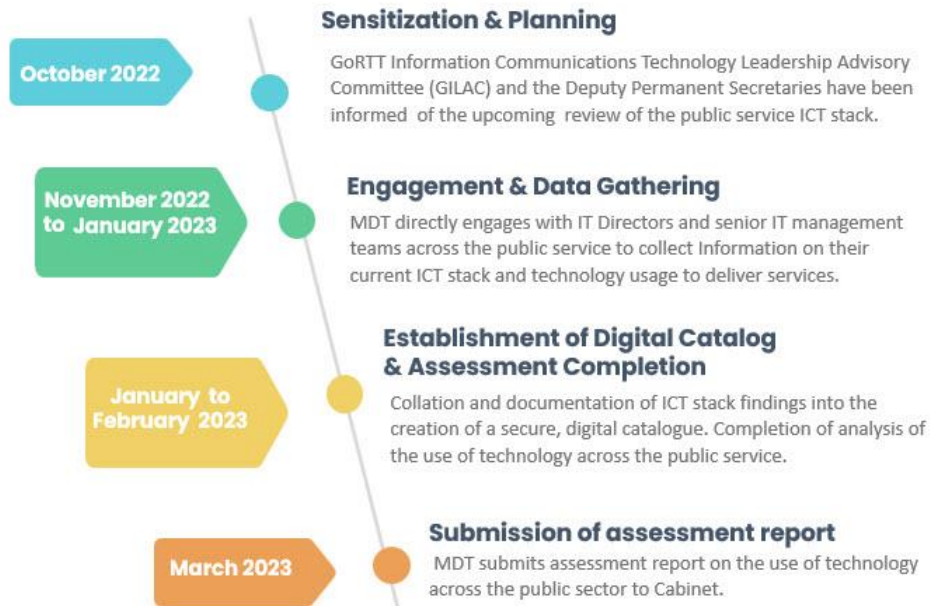 October 2022
Sensitization & Planning
GoRTT Information Communications Technology Leadership Advisory
Committee (GILAC) and the Deputy Permanent Secretaries have been
informed of the upcoming review of the public service ICT stack.
November 2022
to January 2023
Engagement & Data Gathering
MDT directly engages with IT Directors and senior IT management
teams across the public service to collect Information on their
current ICT stack and technology usage to deliver services.
January to
February 2023
Establishment of Digital Catalog
& Assessment Completion
Collation and documentation of ICT stack findings into the
creation of a secure, digital catalogue. Completion of analysis of
the use of technology across the public service.
March 2023
Submission of assessment report
MDT submits assessment report on the use of technology
across the public sector to Cabinet.